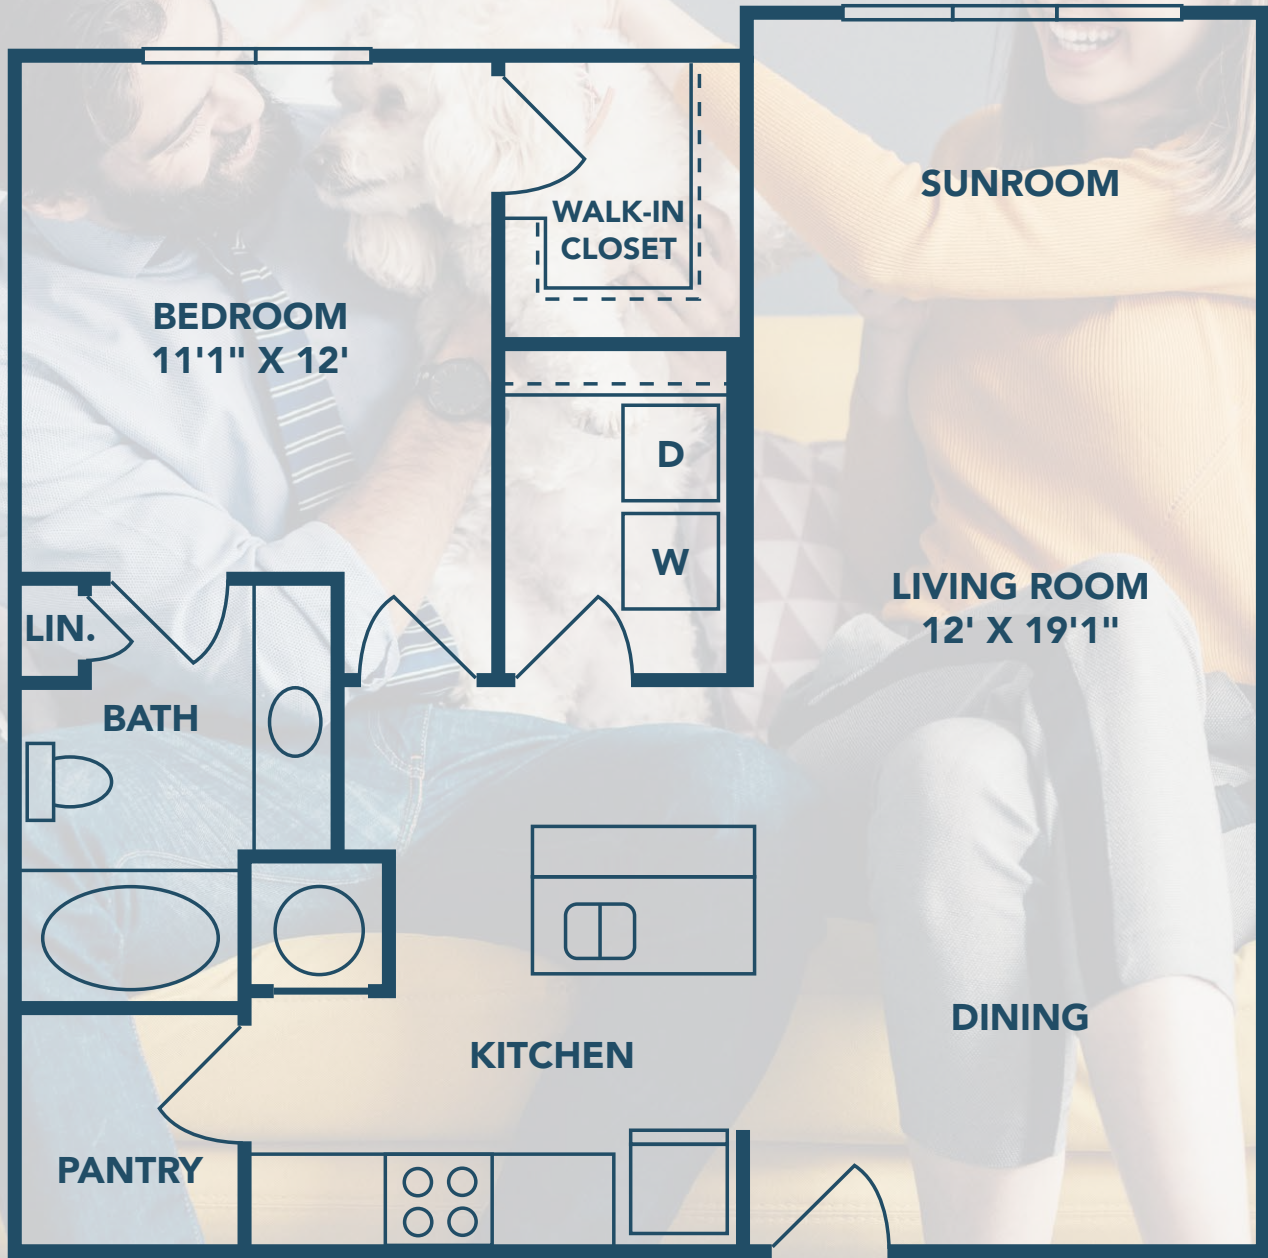 SUNROOM
WALK-IN
CLOSET
BEDROOM
11'1" X 12'
D
W
LIVING ROOM
12' X 19'1"
LIN.
BATH
DINING
KITCHEN
PANTRY